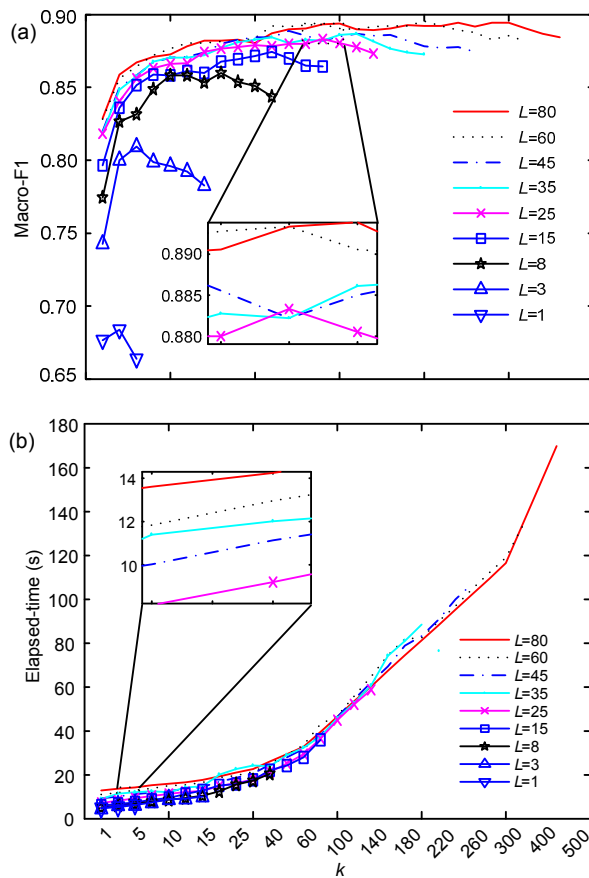 (a)
0.90
0.85
0.80
0.75
0.70
0.65
Macro-F1
L=80
L=60
L=45
L=35
L=25
L=15
L=8
L=3
L=1
0.890
0.885
0.880
(b)
180
160
140
120
100
80
60
40
20
0
Elapsed-time (s)
14
12
10
L=80
L=60
L=45
L=35
L=25
L=15
L=8
L=3
L=1
1 5 10 15 25 40 60 100 140 180 220 300 400 500
k